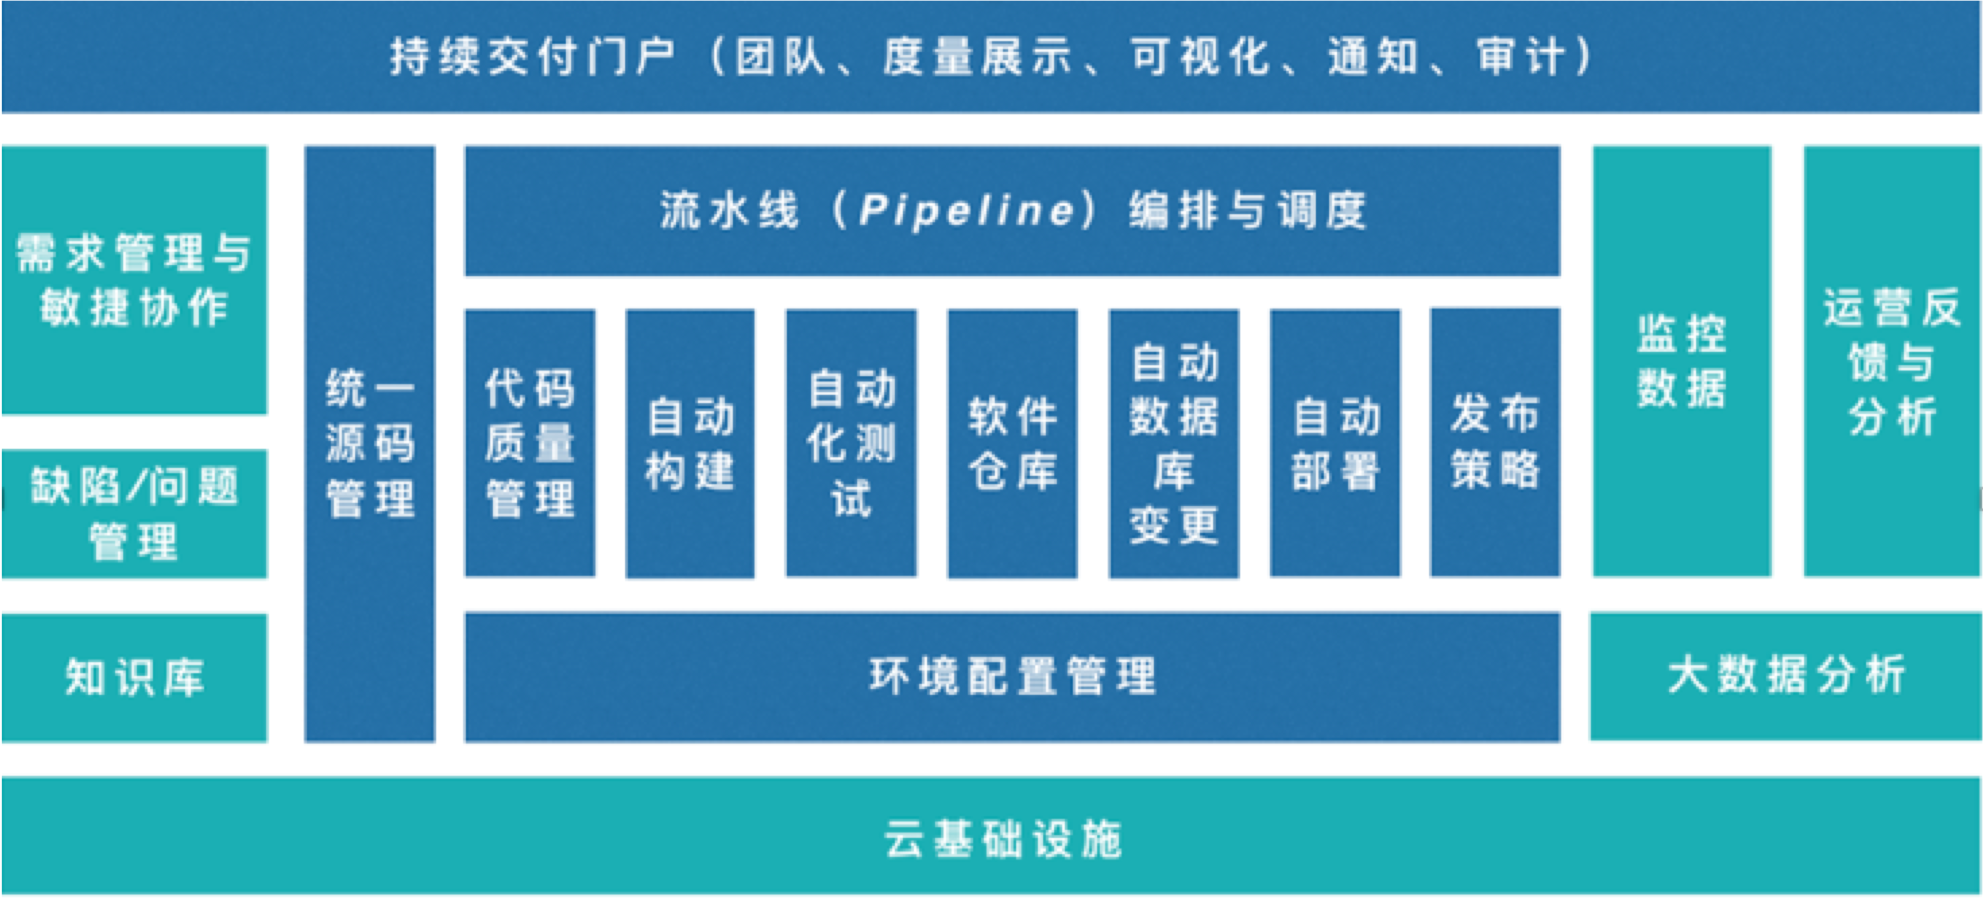 持续交付门户（团队、度量展示、可视化、通知、审计）
需求管理与
敏捷协作
缺陷/问题
管理
知识库
统一
源码
管理
流水线（Pipeline）编排与调度
代码
质量
管理
自动
构建
自动
化测
试
软件
仓库
自动
数据
库
变更
自动
部署
发布
策略
环境配置管理
监控
数据
运营反
馈与
分析
大数据分析
云基础设施